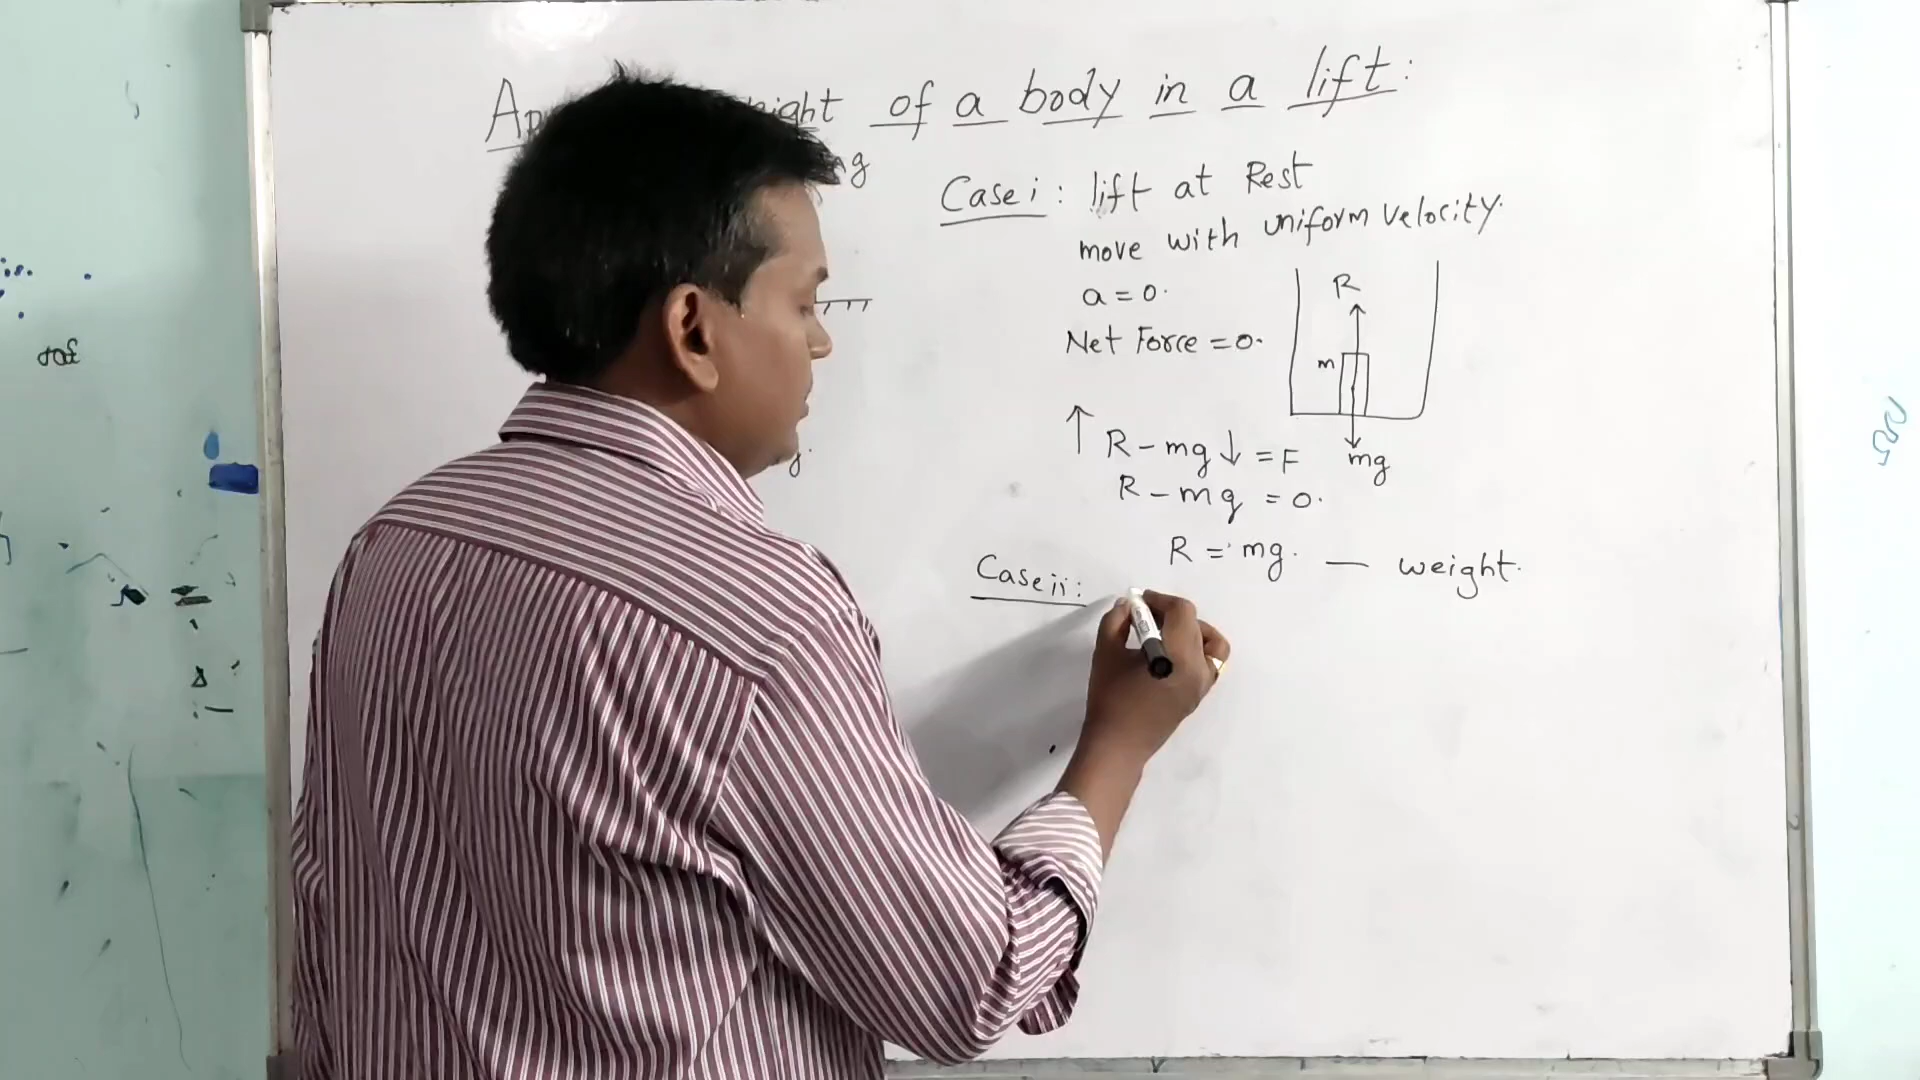 of a body in a lift:
Case i : lift at Rest
move with uniform velocity.
a = 0.
Net Force = 0.
R
m
mg
↑ R - mg ↓ = F
R - mg = 0.
R = mg. — weight.
Case ii :